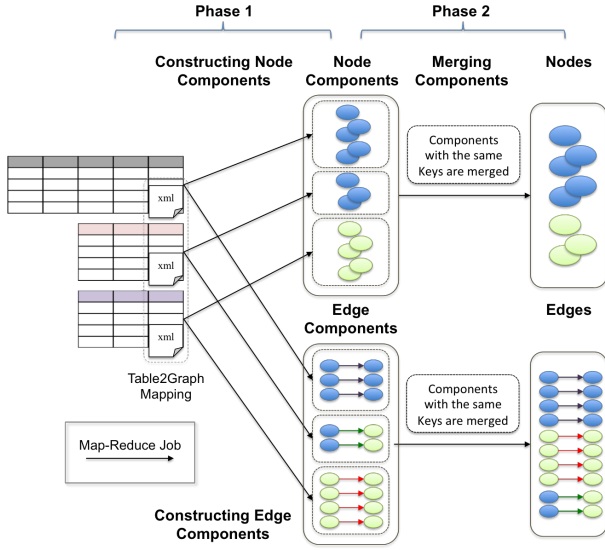 Phase 1
Phase 2
Constructing Node
Components
Node
Components
Merging
Components
Nodes
Components
with the same
Keys are merged
xml
xml
xml
Table2Graph
Mapping
Edge
Components
Edges
Components
with the same
Keys are merged
Map-Reduce Job
Constructing Edge
Components